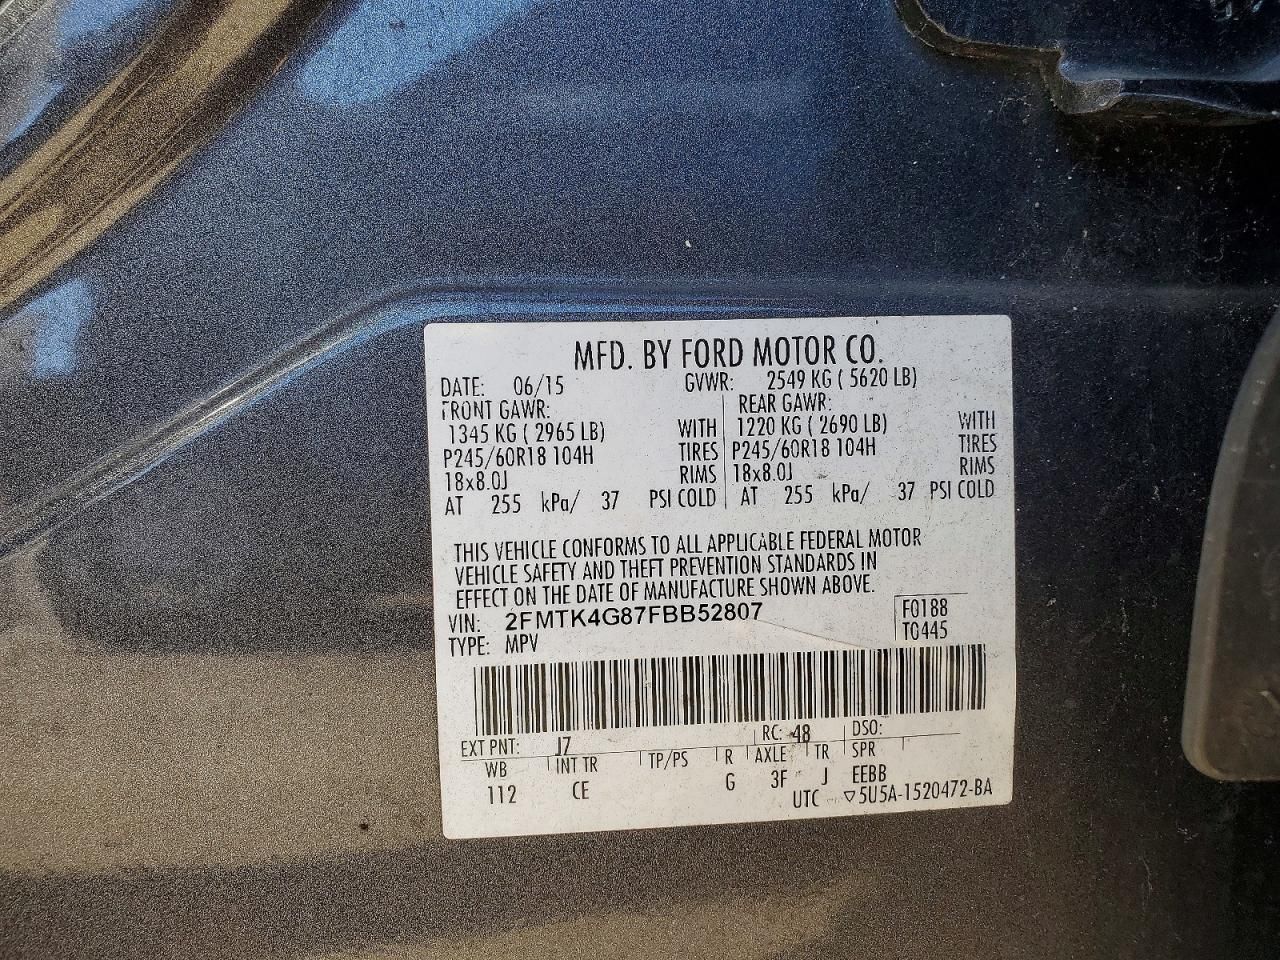 MFD. BY FORD MOTOR CO.
DATE: 06/15 GVWR: 2549 KG ( 5620 LB)
FRONT GAWR: REAR GAWR:
1345 KG ( 2965 LB) WITH 1220 KG ( 2690 LB) WITH
P245/60R18 104H TIRES P245/60R18 104H TIRES
18x8.0J RIMS 18x8.0J RIMS
AT 255 kPa/ 37 PSI COLD AT 255 kPa/ 37 PSI COLD
THIS VEHICLE CONFORMS TO ALL APPLICABLE FEDERAL MOTOR
VEHICLE SAFETY AND THEFT PREVENTION STANDARDS IN
EFFECT ON THE DATE OF MANUFACTURE SHOWN ABOVE.
VIN: 2FMTK4G87FBB52807 F0188
TYPE: MPV T0445
EXT PNT: J7 RC: 48 DSO:
WB INT TR TP/PS R AXLE TR SPR
112 CE G 3F J EEBB
UTC ▽5U5A-1520472-BA